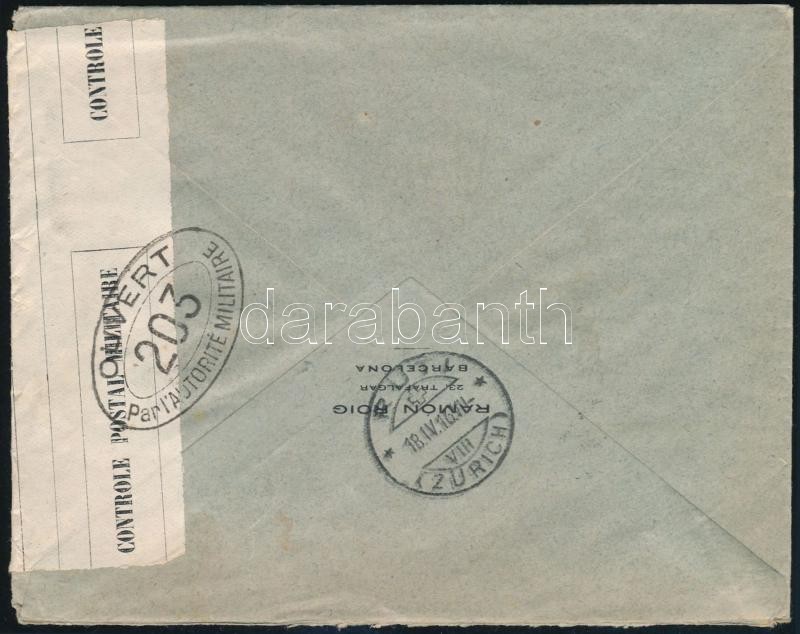 CONTROLE
CONTROLE POSTAL MILITAIRE
OUVERT
203
Par l'AUTORITÉ MILITAIRE
darabanth
RAMON ROIG
23, TRAFALGAR
BARCELONA
18.IV.16
VIII
(ZÜRICH)